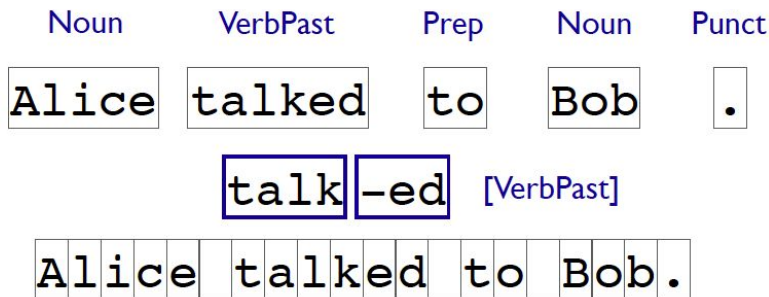 Noun VerbPast Prep Noun Punct
Alice talked to Bob .
talk -ed [VerbPast]
Alice talked to Bob.